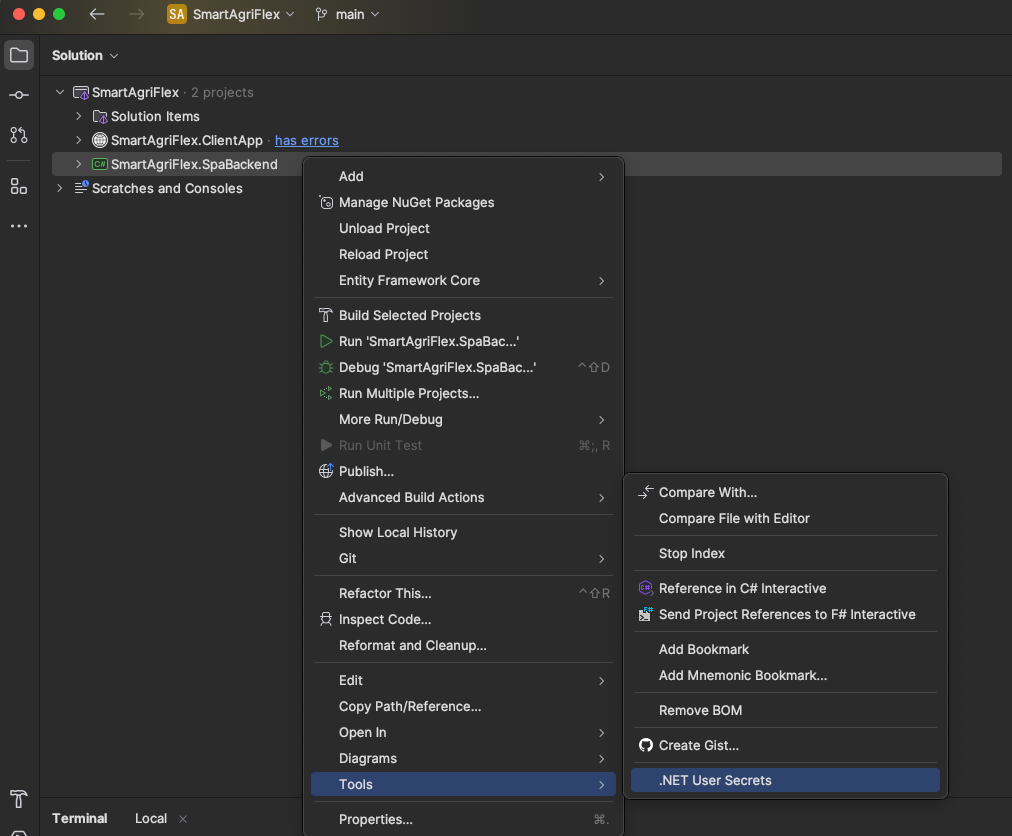 SA SmartAgriFlex main
Solution
SmartAgriFlex · 2 projects
Solution Items
SmartAgriFlex.ClientApp · has errors
C# SmartAgriFlex.SpaBackend
Scratches and Consoles
Add
Manage NuGet Packages
Unload Project
Reload Project
Entity Framework Core
Build Selected Projects
Run 'SmartAgriFlex.SpaBac...'
Debug 'SmartAgriFlex.SpaBac...' ⌃⇧D
Run Multiple Projects...
More Run/Debug
Run Unit Test ⌘;, R
Publish...
Advanced Build Actions
Show Local History
Git
Refactor This... ⌃⇧R
Inspect Code...
Reformat and Cleanup...
Edit
Copy Path/Reference...
Open In
Diagrams
Tools
Properties... ⌘.
Compare With...
Compare File with Editor
Stop Index
C# Reference in C# Interactive
F# Send Project References to F# Interactive
Add Bookmark
Add Mnemonic Bookmark...
Remove BOM
Create Gist...
.NET User Secrets
Terminal Local ×